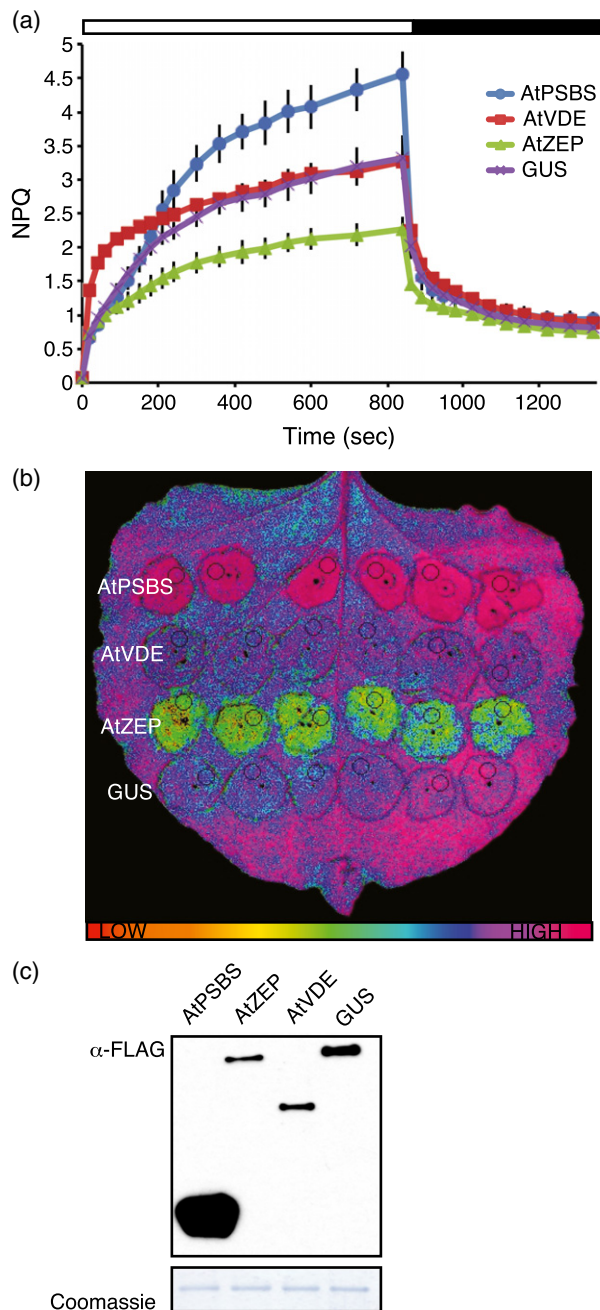 (a)
5
4.5
4
3.5
3
2.5
2
1.5
1
0.5
0
NPQ
0 200 400 600 800 1000 1200
Time (sec)
AtPSBS
AtVDE
AtZEP
GUS
(b)
AtPSBS
AtVDE
AtZEP
GUS
LOW HIGH
(c)
AtPSBS AtZEP AtVDE GUS
α-FLAG
Coomassie